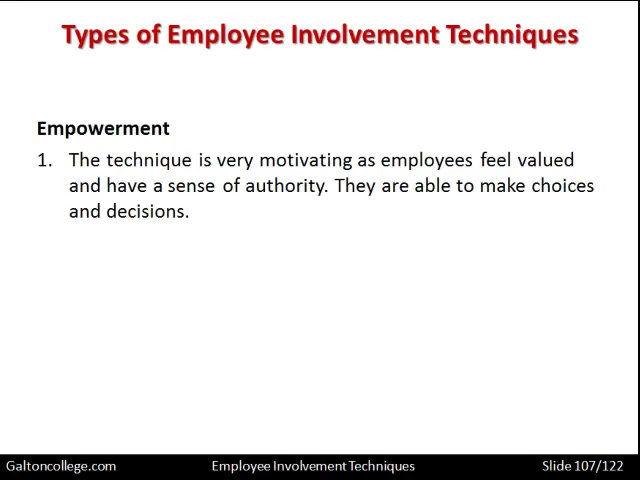 Types of Employee Involvement Techniques
Empowerment
1. The technique is very motivating as employees feel valued
and have a sense of authority. They are able to make choices
and decisions.
Galtoncollege.com Employee Involvement Techniques Slide 107/122